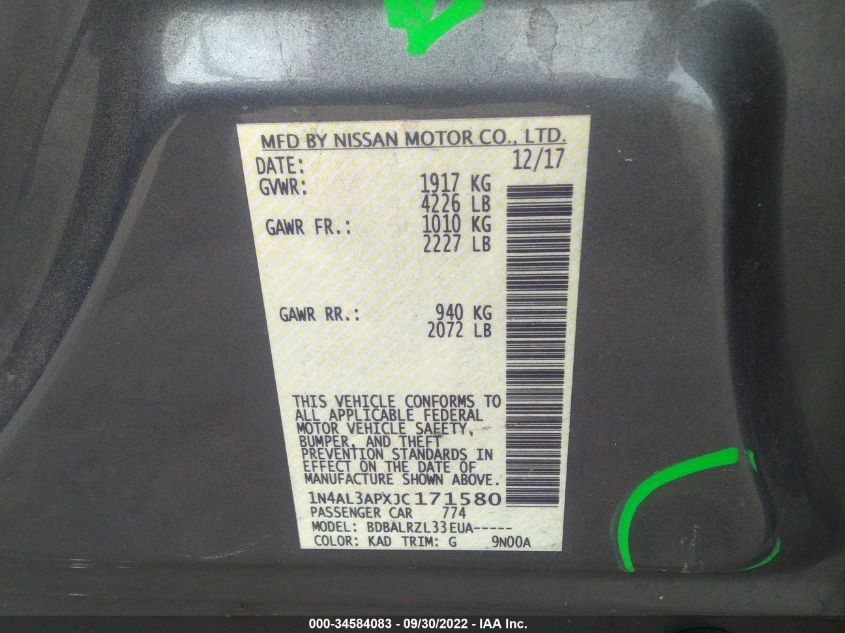 MFD BY NISSAN MOTOR CO., LTD.
DATE: 12/17
GVWR: 1917 KG
4226 LB
GAWR FR.: 1010 KG
2227 LB
GAWR RR.: 940 KG
2072 LB
THIS VEHICLE CONFORMS TO
ALL APPLICABLE FEDERAL
MOTOR VEHICLE SAFETY,
BUMPER, AND THEFT
PREVENTION STANDARDS IN
EFFECT ON THE DATE OF
MANUFACTURE SHOWN ABOVE.
1N4AL3APXJC171580
PASSENGER CAR 774
MODEL: BDBALRZL33EUA-----
COLOR: KAD TRIM: G 9N00A
000-34584083 - 09/30/2022 - IAA Inc.